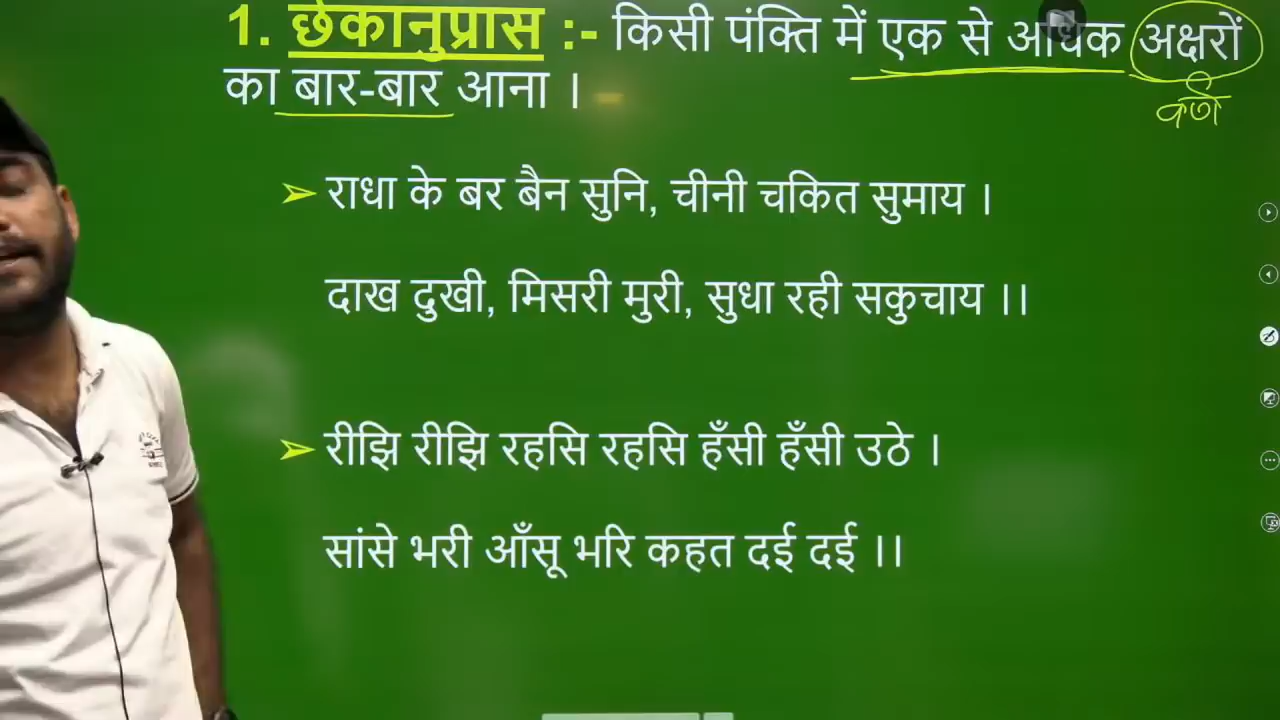 1. छेकानुप्रास :- किसी पंक्ति में एक से अधिक अक्षरों
का बार-बार आना ।
वर्ण
➢ राधा के बर बैन सुनि, चीनी चकित सुमाय ।
दाख दुखी, मिसरी मुरी, सुधा रही सकुचाय ।।
➢ रीझि रीझि रहसि रहसि हँसी हँसी उठे ।
सांसे भरी आँसू भरि कहत दई दई ।।